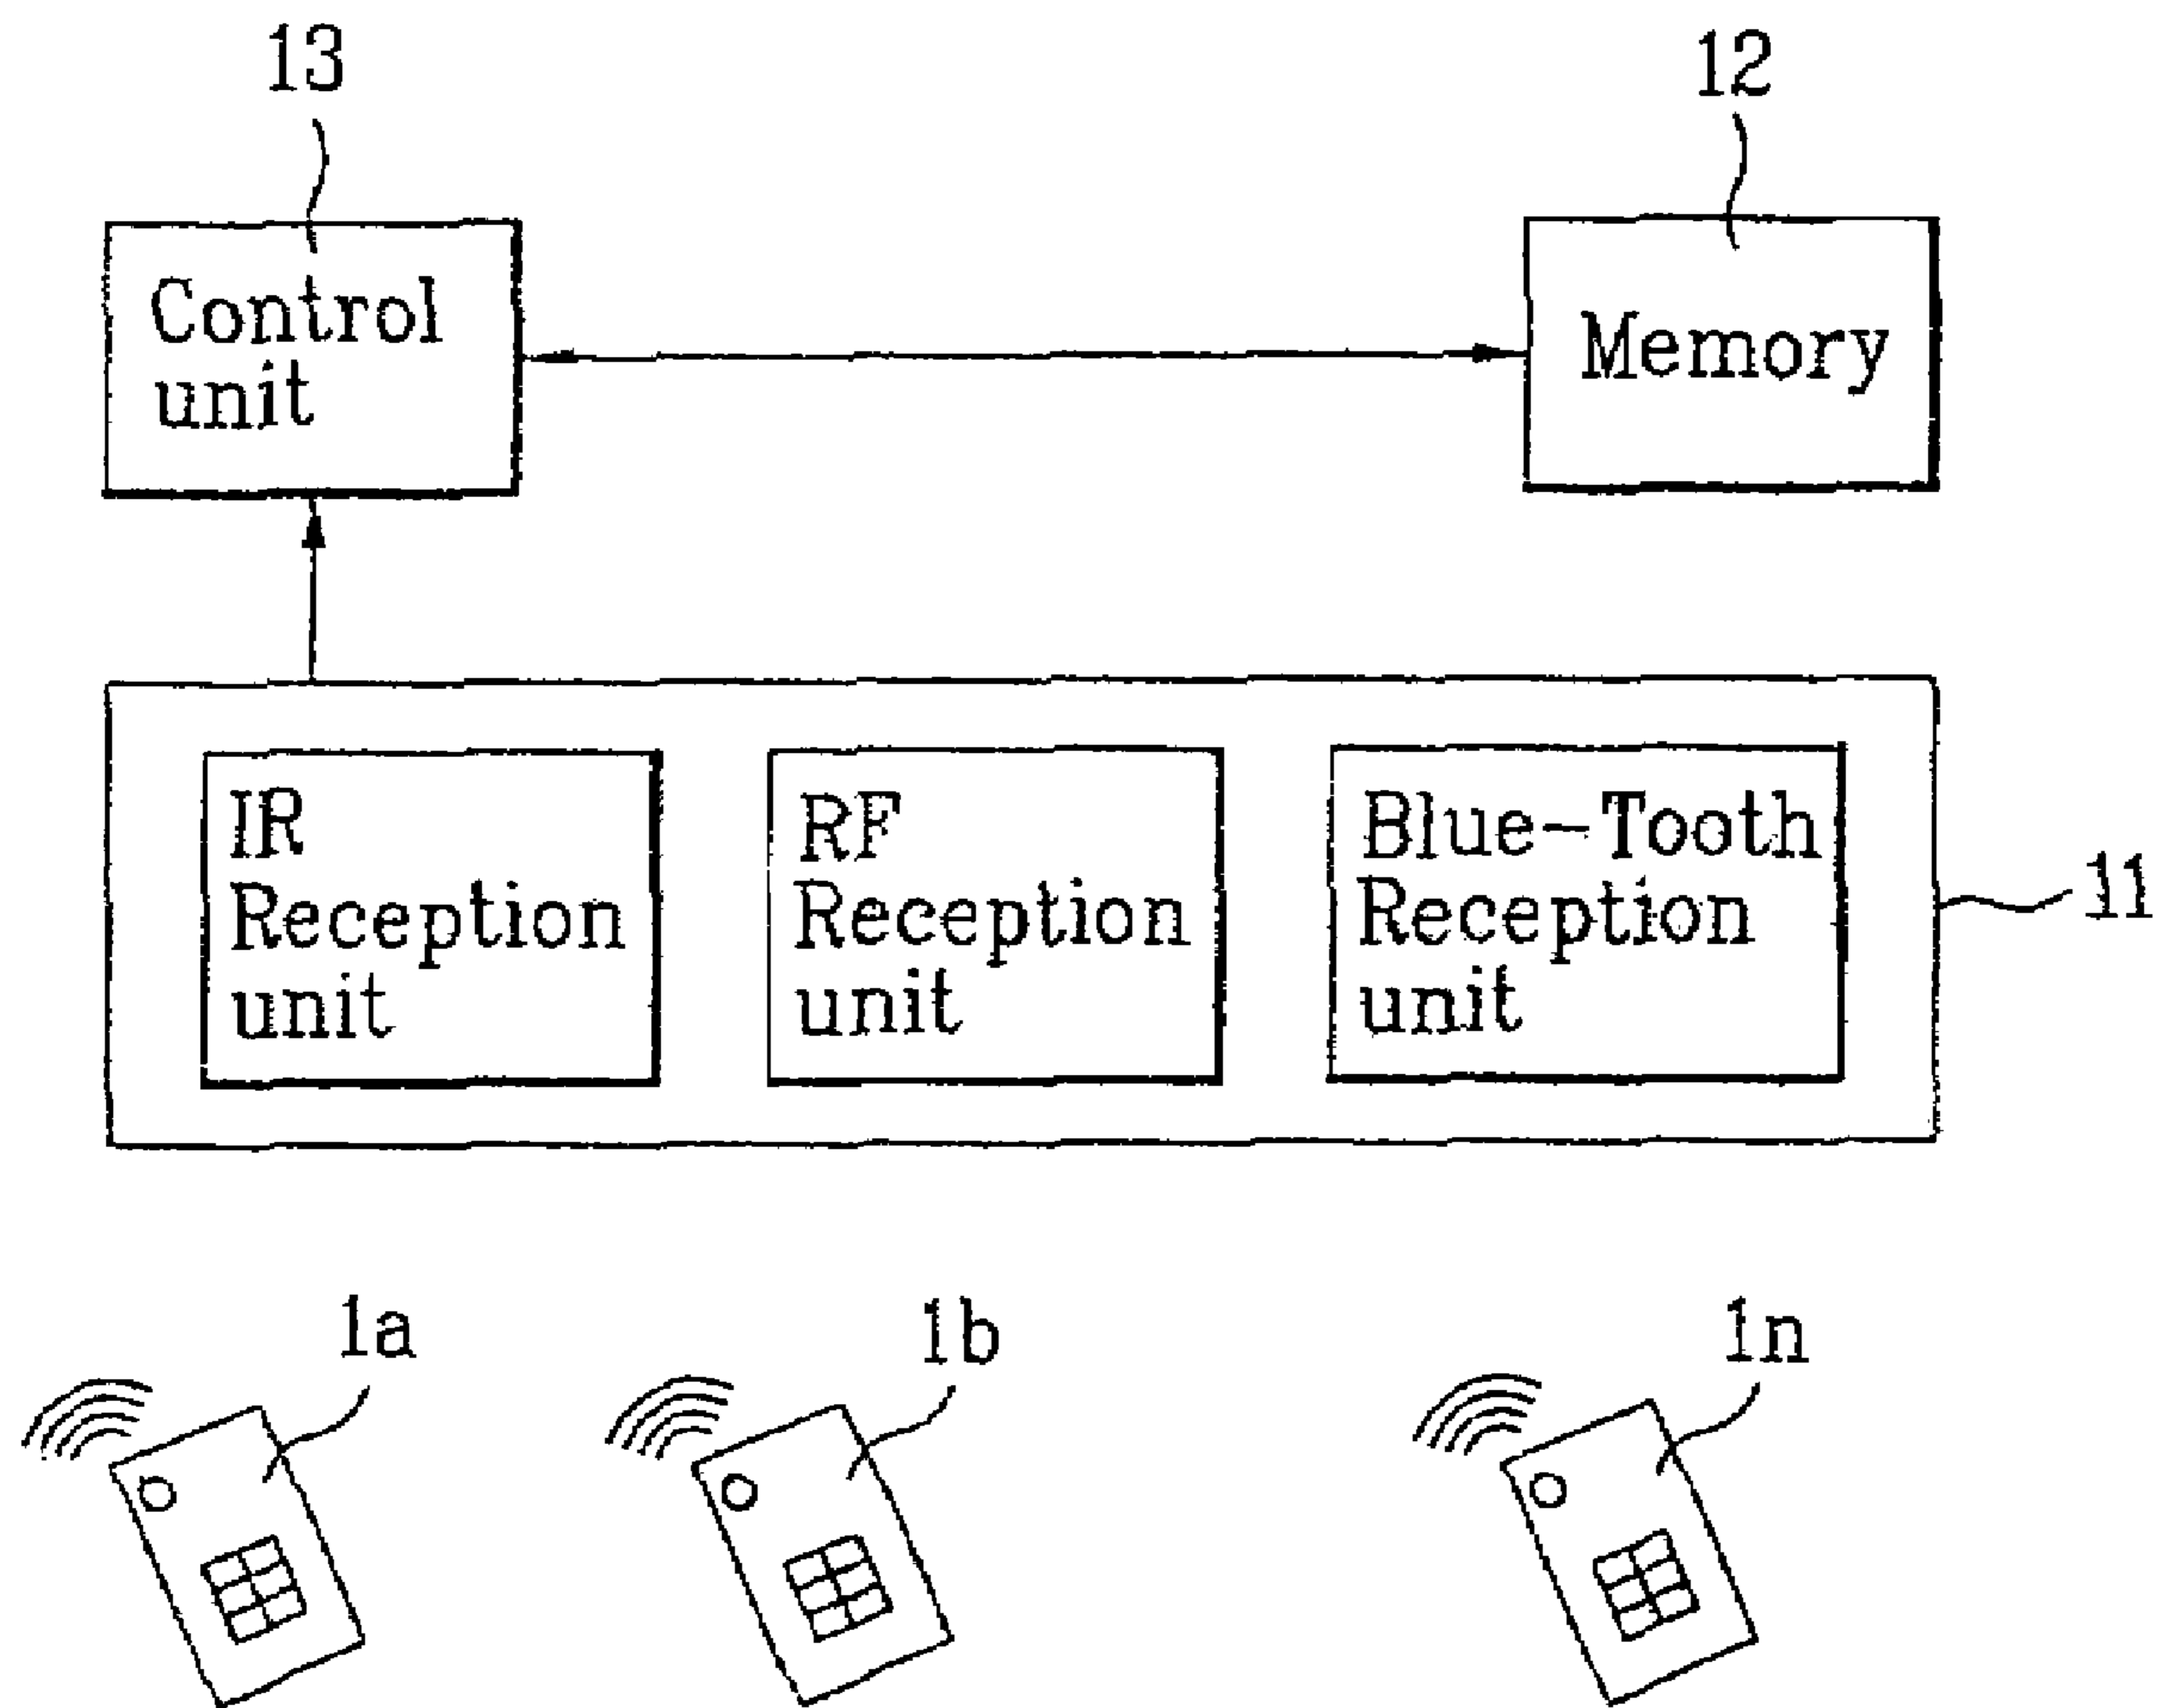 13
12
Control
unit
Memory
IR
Reception
unit
RF
Reception
unit
Blue-Tooth
Reception
unit
11
1a
1b
1n